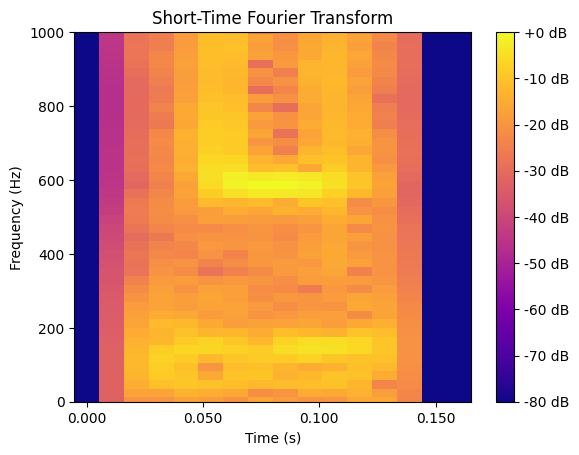 Short-Time Fourier Transform
1000
800
600
400
200
0
Frequency (Hz)
0.000
0.050
0.100
0.150
Time (s)
+0 dB
-10 dB
-20 dB
-30 dB
-40 dB
-50 dB
-60 dB
-70 dB
-80 dB